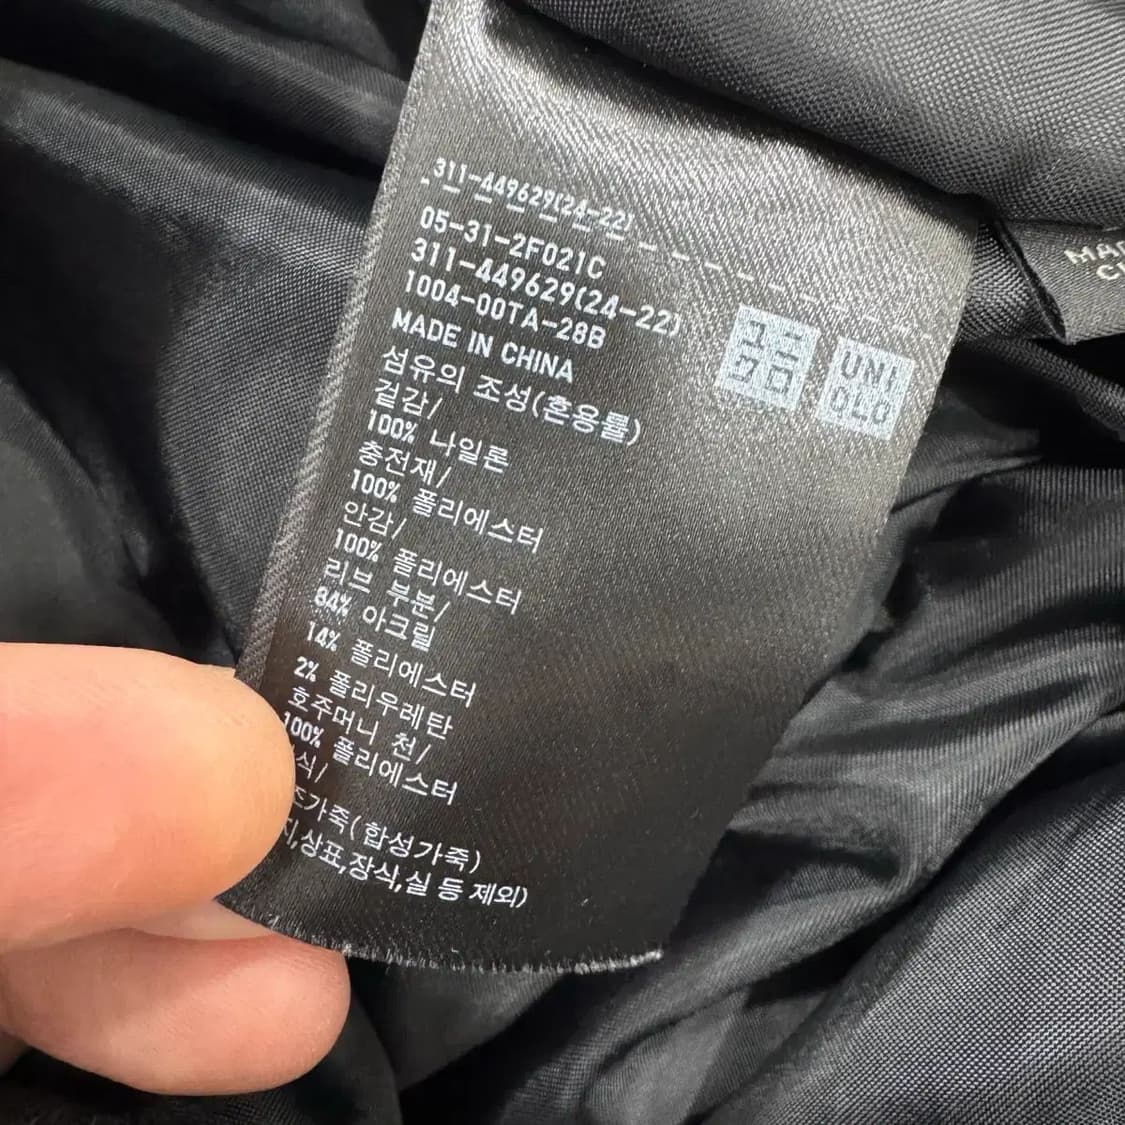 311-449629(24-22)
05-31-2F021C
311-449629(24-22)
1004-00TA-28B
MADE IN CHINA
섬유의 조성(혼용률)
겉감/
100% 나일론
충전재/
100% 폴리에스터
안감/
100% 폴리에스터
리브 부분/
84% 아크릴
14% 폴리에스터
2% 폴리우레탄
호주머니 천/
100% 폴리에스터
식/
조가죽(합성가죽)
지,상표,장식,실 등 제외)
ユニ
クロ
UNI
QLO